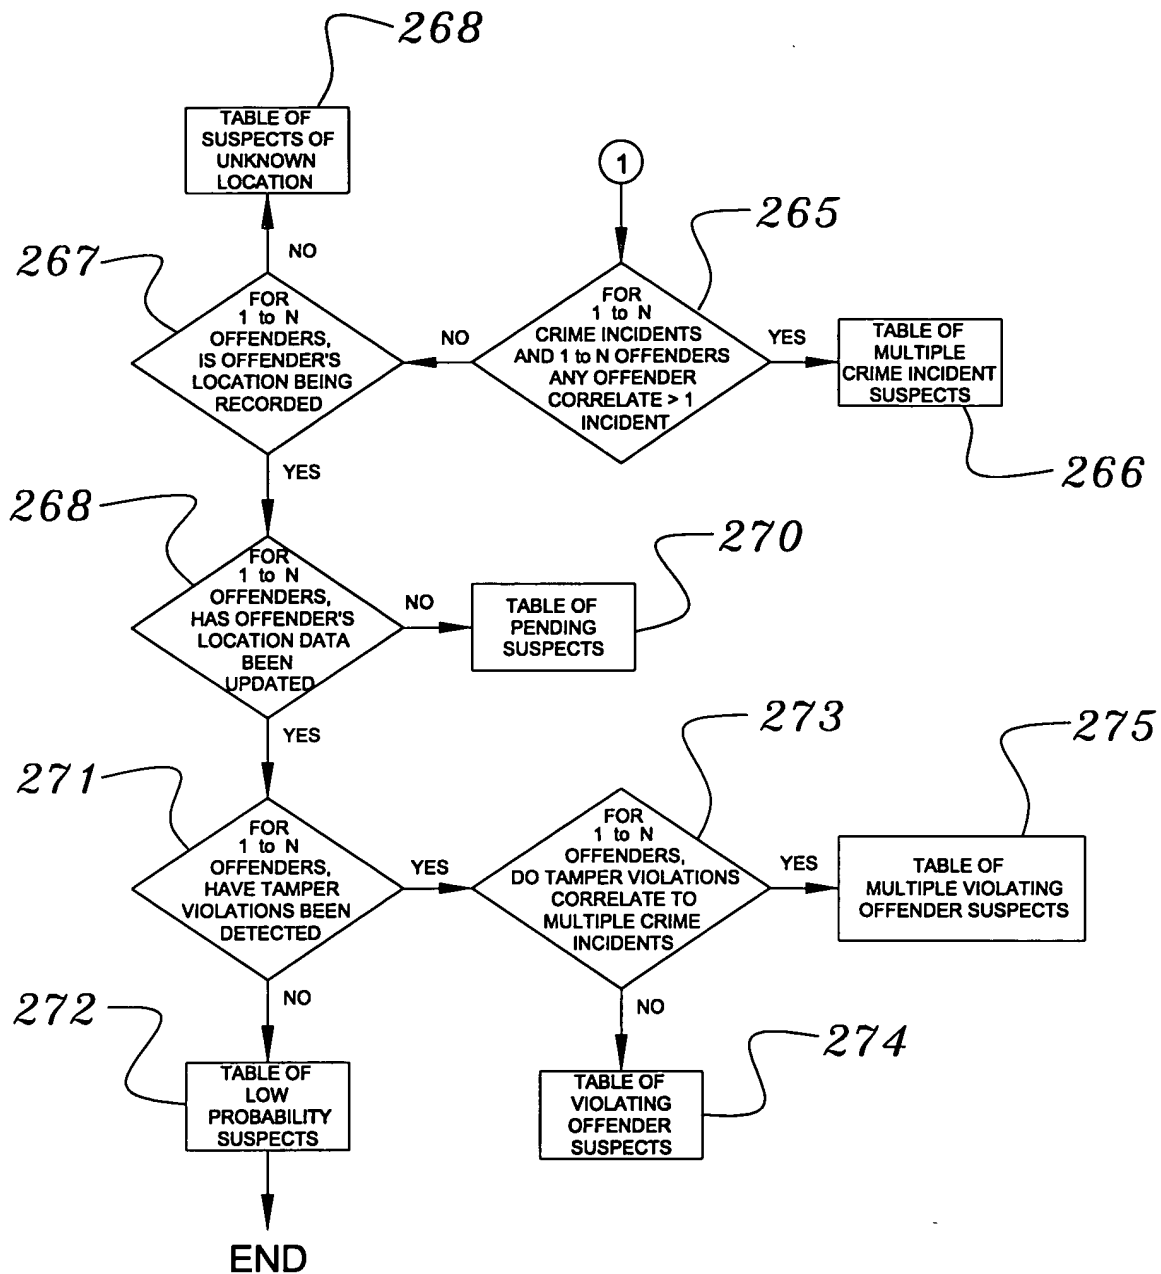 268
TABLE OF
SUSPECTS OF
UNKNOWN
LOCATION
1
265
267
NO
FOR
1 to N
OFFENDERS,
IS OFFENDER'S
LOCATION BEING
RECORDED
NO
FOR
1 to N
CRIME INCIDENTS
AND 1 to N OFFENDERS
ANY OFFENDER
CORRELATE > 1
INCIDENT
YES
TABLE OF
MULTIPLE
CRIME INCIDENT
SUSPECTS
266
YES
268
FOR
1 to N
OFFENDERS,
HAS OFFENDER'S
LOCATION DATA
BEEN
UPDATED
NO
TABLE OF
PENDING
SUSPECTS
270
YES
271
FOR
1 to N
OFFENDERS,
HAVE TAMPER
VIOLATIONS BEEN
DETECTED
YES
273
FOR
1 to N
OFFENDERS,
DO TAMPER VIOLATIONS
CORRELATE TO
MULTIPLE CRIME
INCIDENTS
YES
275
TABLE OF
MULTIPLE VIOLATING
OFFENDER SUSPECTS
NO
272
TABLE OF
LOW
PROBABILITY
SUSPECTS
NO
274
TABLE OF
VIOLATING
OFFENDER
SUSPECTS
END